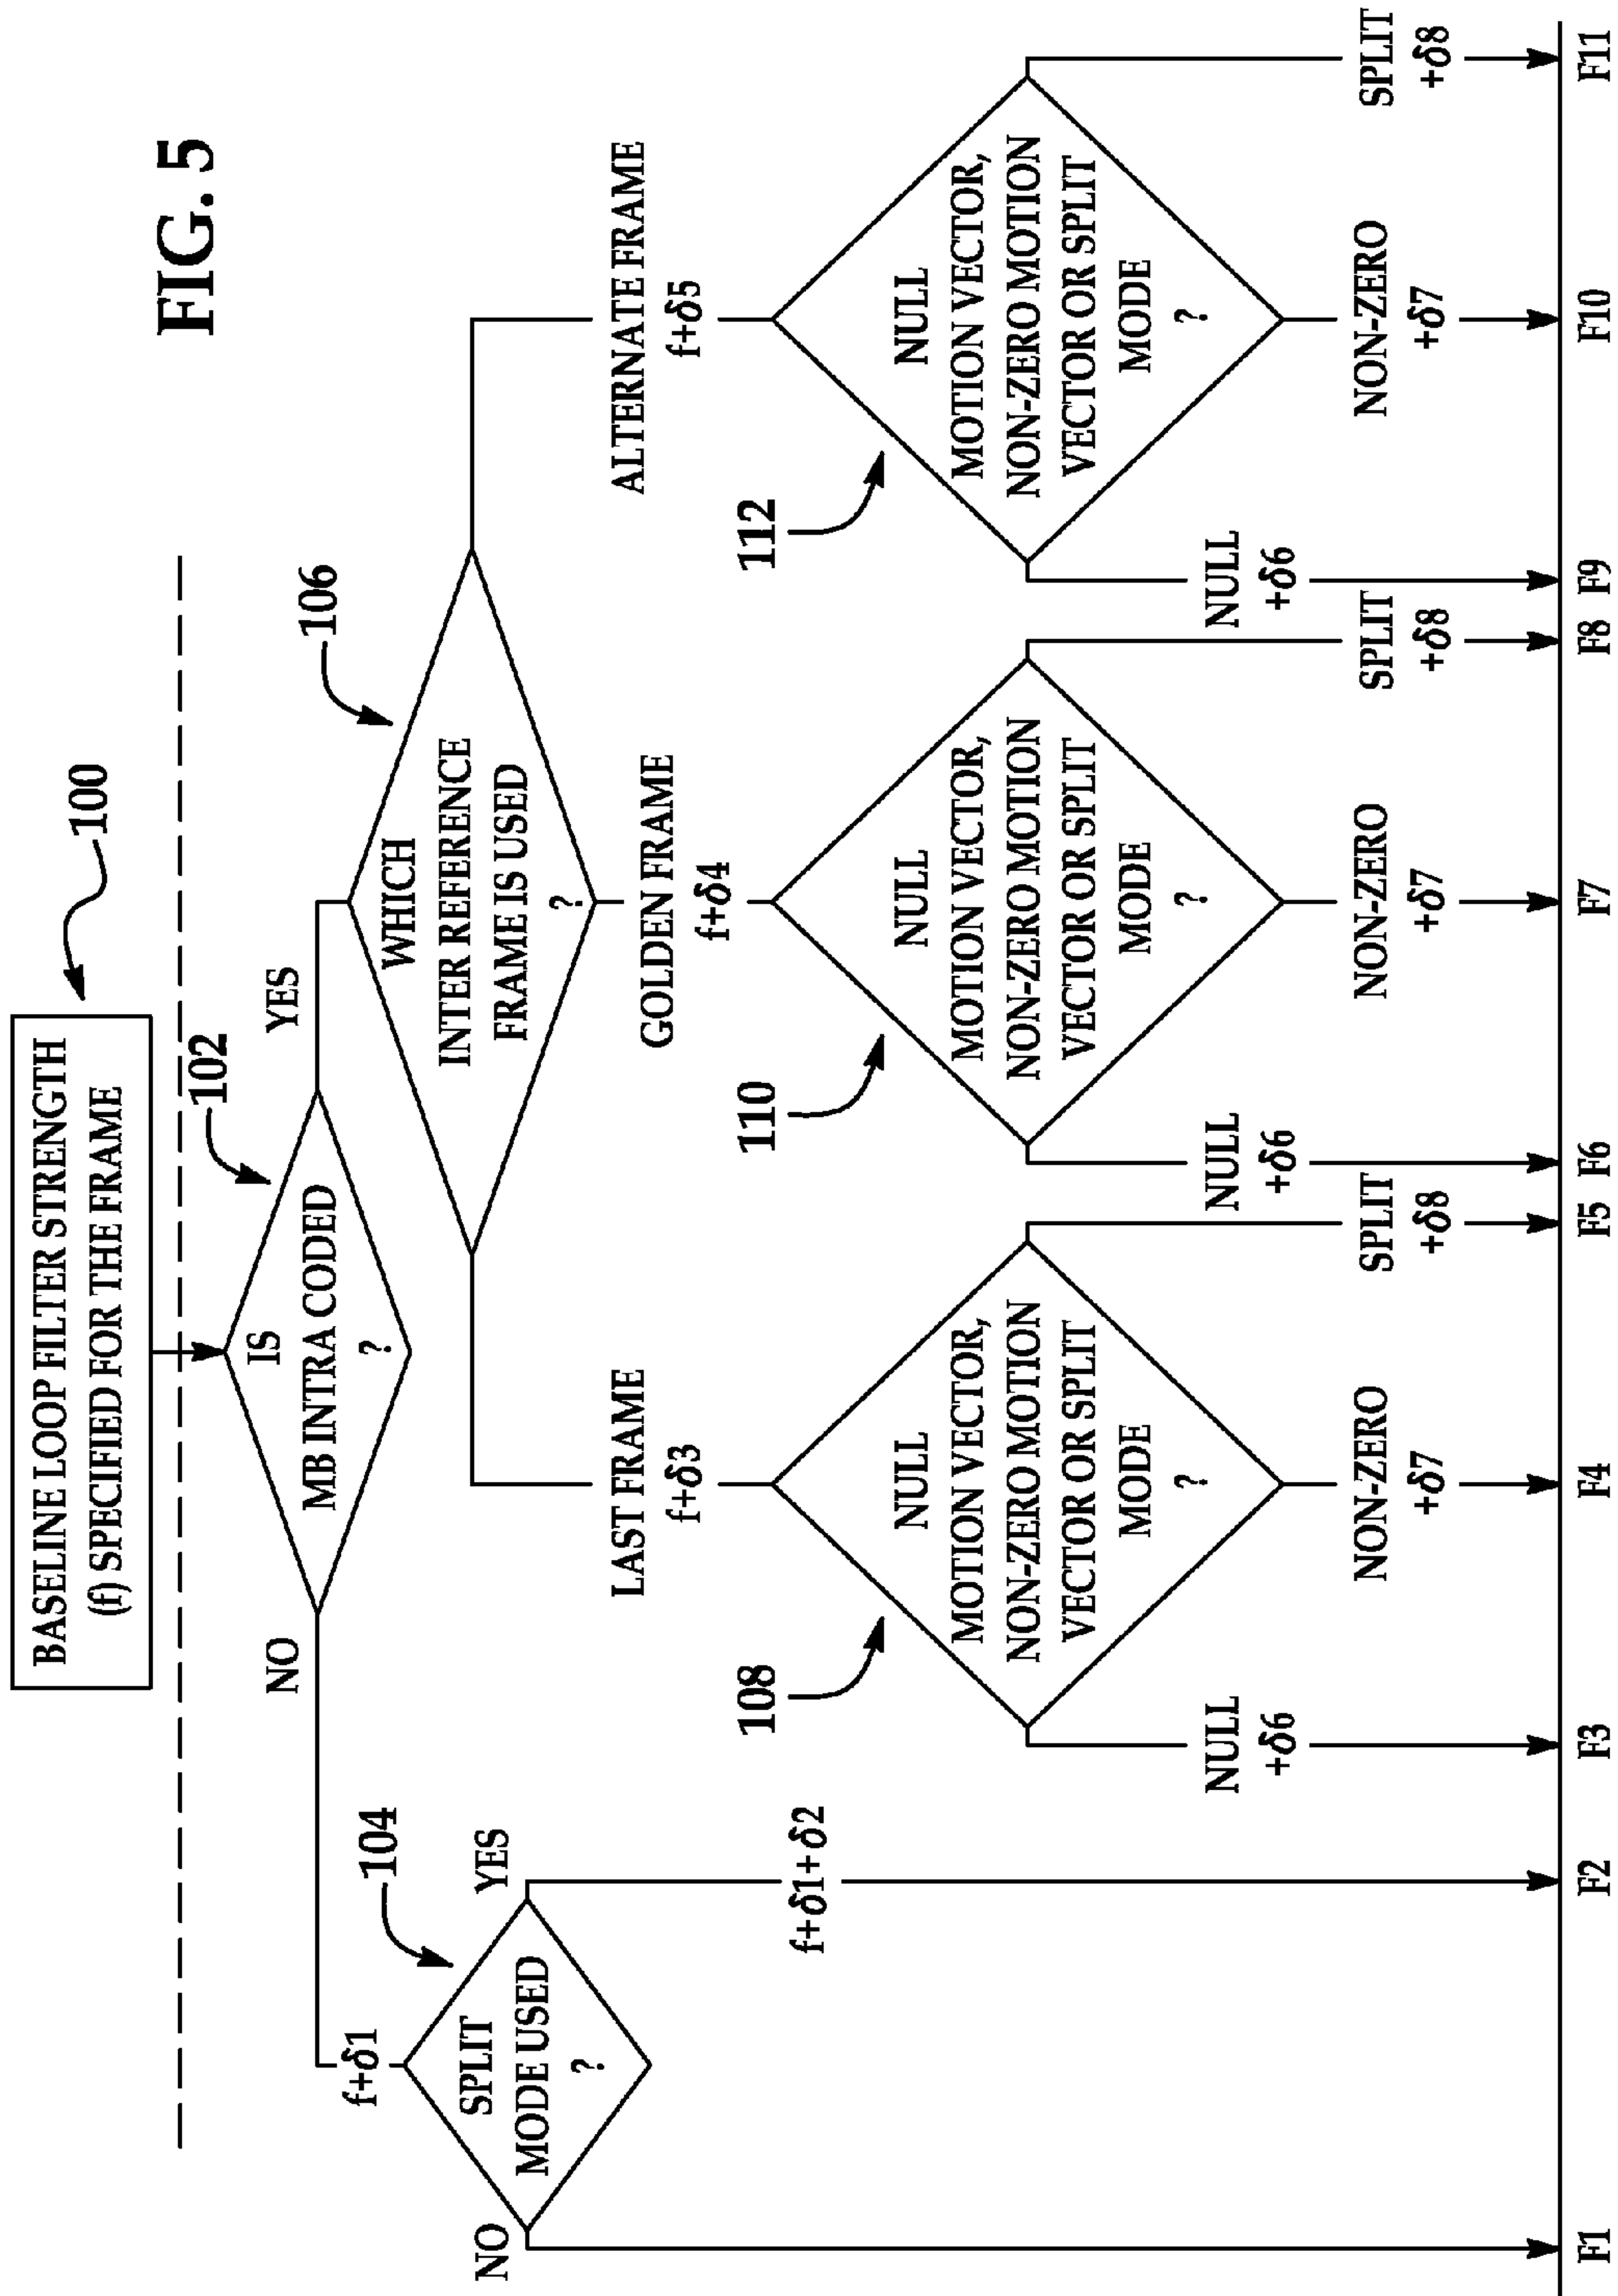 FIG. 5
BASELINE LOOP FILTER STRENGTH
(f) SPECIFIED FOR THE FRAME
100
IS
MB INTRA CODED
?
102
NO
YES
f+δ1
SPLIT
MODE USED
?
104
NO
YES
f+δ1+δ2
WHICH
INTER REFERENCE
FRAME IS USED
?
106
LAST FRAME
f+δ3
GOLDEN FRAME
f+δ4
ALTERNATE FRAME
f+δ5
108
NULL
MOTION VECTOR,
NON-ZERO MOTION
VECTOR OR SPLIT
MODE
?
110
NULL
MOTION VECTOR,
NON-ZERO MOTION
VECTOR OR SPLIT
MODE
?
112
NULL
MOTION VECTOR,
NON-ZERO MOTION
VECTOR OR SPLIT
MODE
?
NULL
+δ6
NON-ZERO
+δ7
SPLIT
+δ8
NULL
+δ6
NON-ZERO
+δ7
SPLIT
+δ8
NULL
+δ6
NON-ZERO
+δ7
SPLIT
+δ8
F1
F2
F3
F4
F5
F6
F7
F8
F9
F10
F11